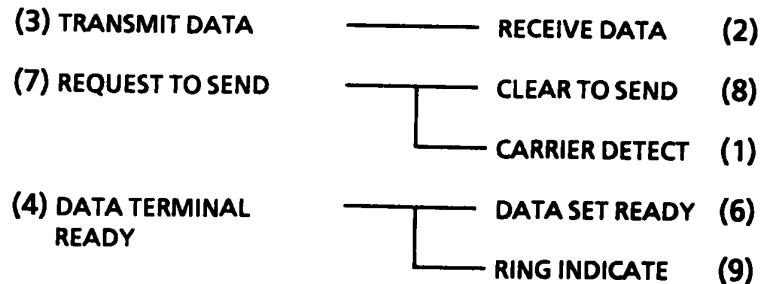 (3) TRANSMIT DATA RECEIVE DATA (2)
(7) REQUEST TO SEND CLEAR TO SEND (8)
CARRIER DETECT (1)
(4) DATA TERMINAL DATA SET READY (6)
READY
RING INDICATE (9)